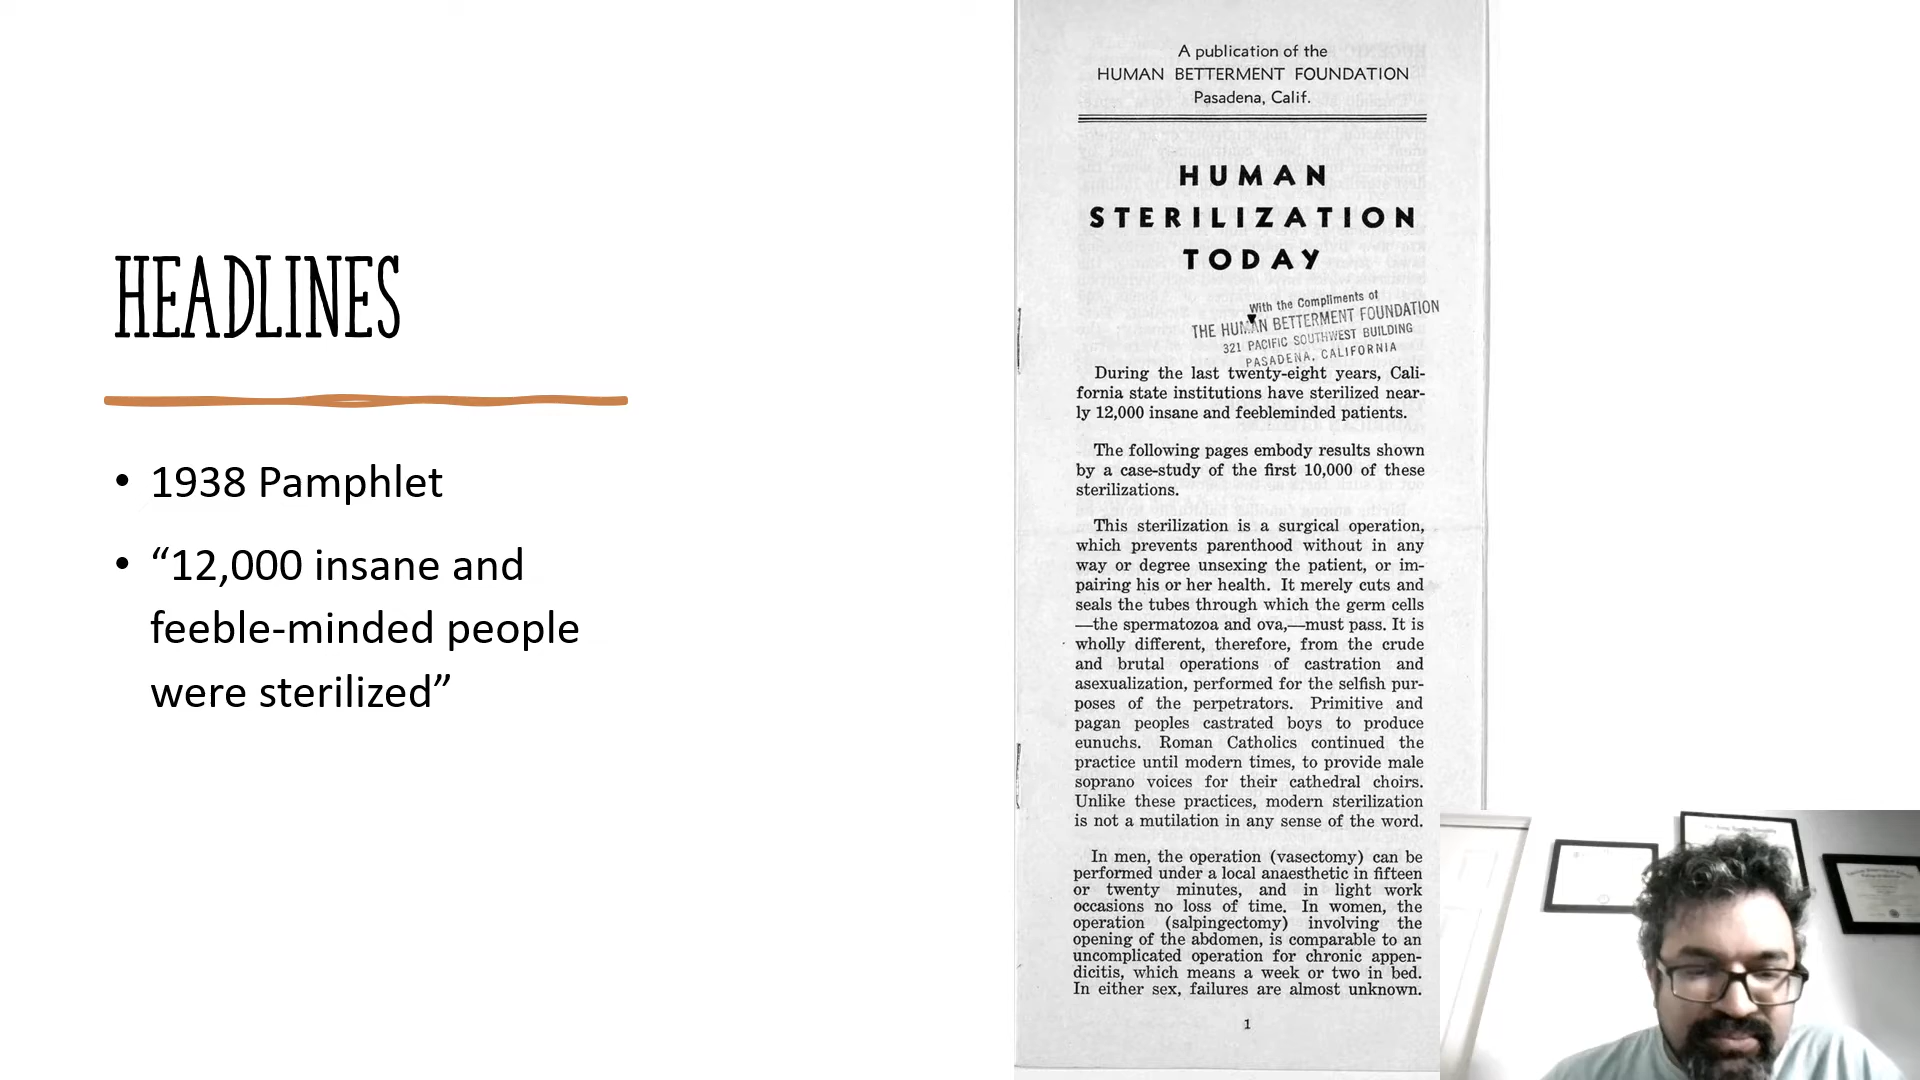 HEADLINES
• 1938 Pamphlet
• “12,000 insane and
feeble-minded people
were sterilized”
A publication of the
HUMAN BETTERMENT FOUNDATION
Pasadena, Calif.
HUMAN
STERILIZATION
TODAY
With the Compliments of
THE HUMAN BETTERMENT FOUNDATION
321 PACIFIC SOUTHWEST BUILDING
PASADENA, CALIFORNIA
During the last twenty-eight years, Cali-
fornia state institutions have sterilized near-
ly 12,000 insane and feebleminded patients.
The following pages embody results shown
by a case-study of the first 10,000 of these
sterilizations.
This sterilization is a surgical operation,
which prevents parenthood without in any
way or degree unsexing the patient, or im-
pairing his or her health. It merely cuts and
seals the tubes through which the germ cells
—the spermatozoa and ova,—must pass. It is
wholly different, therefore, from the crude
and brutal operations of castration and
asexualization, performed for the selfish pur-
poses of the perpetrators. Primitive and
pagan peoples castrated boys to produce
eunuchs. Roman Catholics continued the
practice until modern times, to provide male
soprano voices for their cathedral choirs.
Unlike these practices, modern sterilization
is not a mutilation in any sense of the word.
In men, the operation (vasectomy) can be
performed under a local anaesthetic in fifteen
or twenty minutes, and in light work
occasions no loss of time. In women, the
operation (salpingectomy) involving the
opening of the abdomen, is comparable to an
uncomplicated operation for chronic appen-
dicitis, which means a week or two in bed.
In either sex, failures are almost unknown.
1